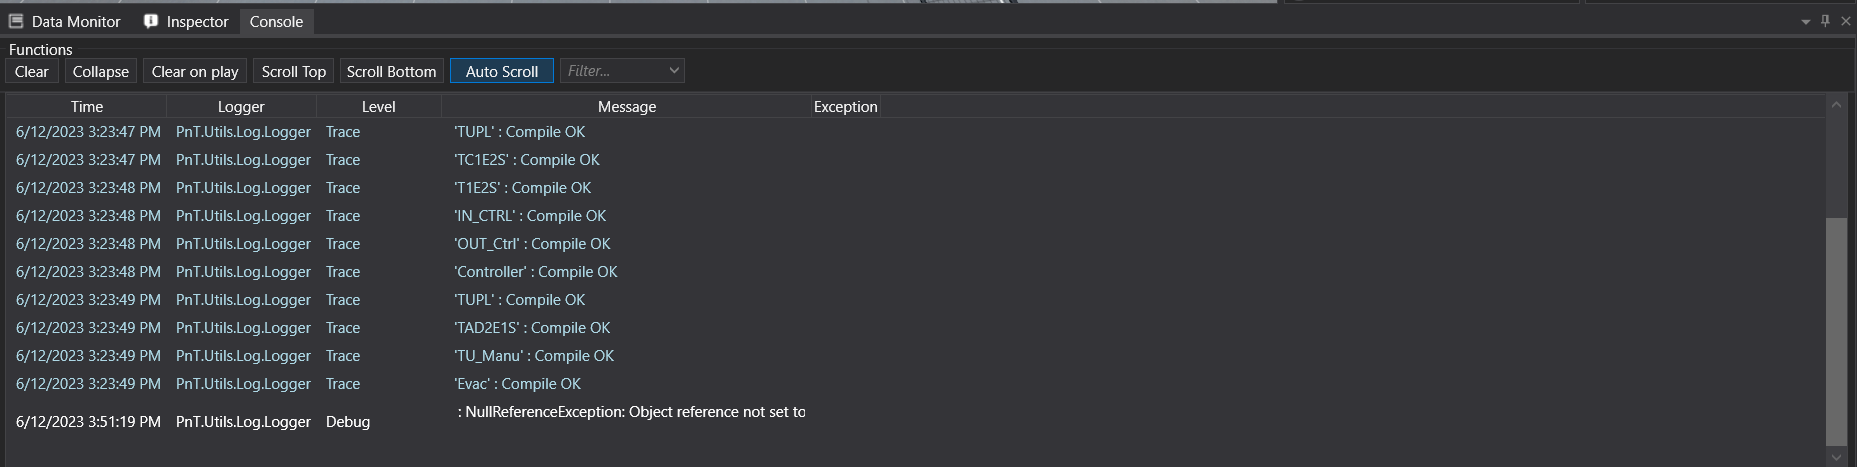 Data Monitor Inspector Console
Functions
Clear Collapse Clear on play Scroll Top Scroll Bottom Auto Scroll Filter...
Time Logger Level Message Exception
6/12/2023 3:23:47 PM PnT.Utils.Log.Logger Trace 'TUPL' : Compile OK
6/12/2023 3:23:47 PM PnT.Utils.Log.Logger Trace 'TC1E2S' : Compile OK
6/12/2023 3:23:48 PM PnT.Utils.Log.Logger Trace 'T1E2S' : Compile OK
6/12/2023 3:23:48 PM PnT.Utils.Log.Logger Trace 'IN_CTRL' : Compile OK
6/12/2023 3:23:48 PM PnT.Utils.Log.Logger Trace 'OUT_Ctrl' : Compile OK
6/12/2023 3:23:48 PM PnT.Utils.Log.Logger Trace 'Controller' : Compile OK
6/12/2023 3:23:49 PM PnT.Utils.Log.Logger Trace 'TUPL' : Compile OK
6/12/2023 3:23:49 PM PnT.Utils.Log.Logger Trace 'TAD2E1S' : Compile OK
6/12/2023 3:23:49 PM PnT.Utils.Log.Logger Trace 'TU_Manu' : Compile OK
6/12/2023 3:23:49 PM PnT.Utils.Log.Logger Trace 'Evac' : Compile OK
6/12/2023 3:51:19 PM PnT.Utils.Log.Logger Debug : NullReferenceException: Object reference not set to